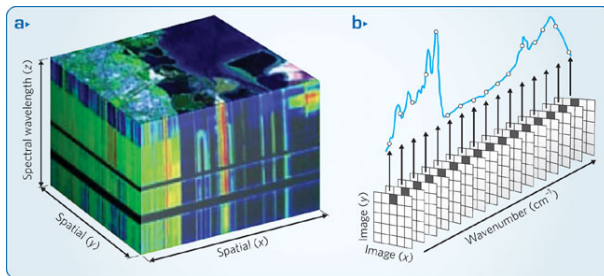 a▸
Spectral wavelength (z)
Spatial (y)
Spatial (x)
b▸
Image (y)
Image (x)
Wavenumber (cm⁻¹)